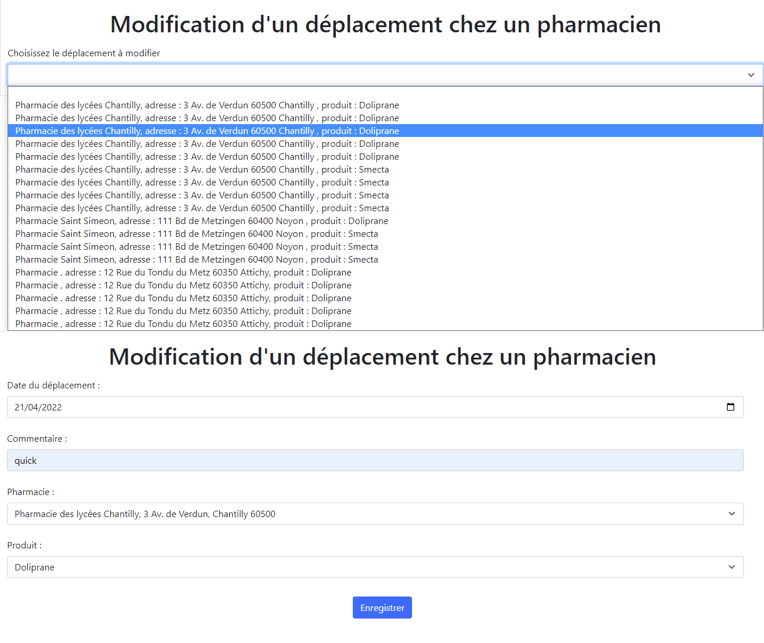 Modification d'un déplacement chez un pharmacien
Choisissez le déplacement à modifier
Pharmacie des lycées Chantilly, adresse : 3 Av. de Verdun 60500 Chantilly , produit : Doliprane
Pharmacie des lycées Chantilly, adresse : 3 Av. de Verdun 60500 Chantilly , produit : Doliprane
Pharmacie des lycées Chantilly, adresse : 3 Av. de Verdun 60500 Chantilly , produit : Doliprane
Pharmacie des lycées Chantilly, adresse : 3 Av. de Verdun 60500 Chantilly , produit : Doliprane
Pharmacie des lycées Chantilly, adresse : 3 Av. de Verdun 60500 Chantilly , produit : Doliprane
Pharmacie des lycées Chantilly, adresse : 3 Av. de Verdun 60500 Chantilly , produit : Smecta
Pharmacie des lycées Chantilly, adresse : 3 Av. de Verdun 60500 Chantilly , produit : Smecta
Pharmacie des lycées Chantilly, adresse : 3 Av. de Verdun 60500 Chantilly , produit : Smecta
Pharmacie des lycées Chantilly, adresse : 3 Av. de Verdun 60500 Chantilly , produit : Smecta
Pharmacie Saint Simeon, adresse : 111 Bd de Metzingen 60400 Noyon , produit : Doliprane
Pharmacie Saint Simeon, adresse : 111 Bd de Metzingen 60400 Noyon , produit : Smecta
Pharmacie Saint Simeon, adresse : 111 Bd de Metzingen 60400 Noyon , produit : Smecta
Pharmacie Saint Simeon, adresse : 111 Bd de Metzingen 60400 Noyon , produit : Smecta
Pharmacie , adresse : 12 Rue du Tondu du Metz 60350 Attichy, produit : Doliprane
Pharmacie , adresse : 12 Rue du Tondu du Metz 60350 Attichy, produit : Doliprane
Pharmacie , adresse : 12 Rue du Tondu du Metz 60350 Attichy, produit : Doliprane
Pharmacie , adresse : 12 Rue du Tondu du Metz 60350 Attichy, produit : Doliprane
Pharmacie , adresse : 12 Rue du Tondu du Metz 60350 Attichy, produit : Doliprane
Modification d'un déplacement chez un pharmacien
Date du déplacement :
21/04/2022
Commentaire :
quick
Pharmacie :
Pharmacie des lycées Chantilly, 3 Av. de Verdun, Chantilly 60500
Produit :
Doliprane
Enregistrer